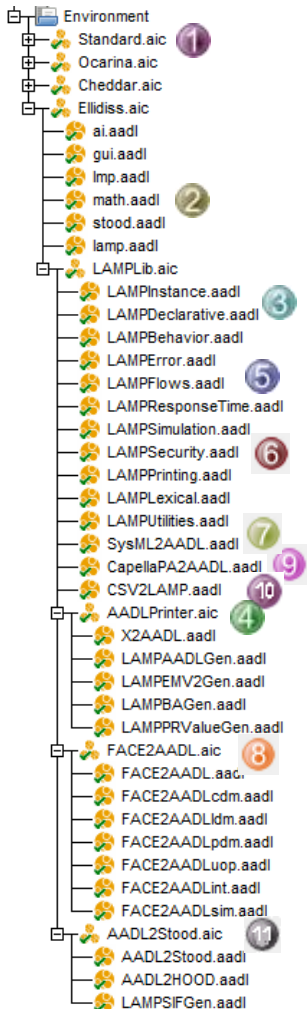 Environment
Standard.aic 1
Ocarina.aic
Cheddar.aic
Ellidiss.aic
ai.aadl
gui.aadl
lmp.aadl
math.aadl 2
stood.aadl
lamp.aadl
LAMPLib.aic
LAMPInstance.aadl
LAMPDeclarative.aadl 3
LAMPBehavior.aadl
LAMPError.aadl
LAMPFlows.aadl 5
LAMPResponseTime.aadl
LAMPSimulation.aadl
LAMPSecurity.aadl 6
LAMPPrinting.aadl
LAMPLexical.aadl
LAMPUtilities.aadl 7
SysML2AADL.aadl
CapellaPA2AADL.aadl 9
CSV2LAMP.aadl 10
AADLPrinter.aic 4
X2AADL.aadl
LAMPAADLGen.aadl
LAMPEMV2Gen.aadl
LAMPBAGen.aadl
LAMPPRValueGen.aadl
FACE2AADL.aic 8
FACE2AADL.aadl
FACE2AADLcdm.aadl
FACE2AADLldm.aadl
FACE2AADLpdm.aadl
FACE2AADLuop.aadl
FACE2AADLint.aadl
FACE2AADLsim.aadl
AADL2Stood.aic 11
AADL2Stood.aadl
AADL2HOOD.aadl
LAMPSIFGen.aadl